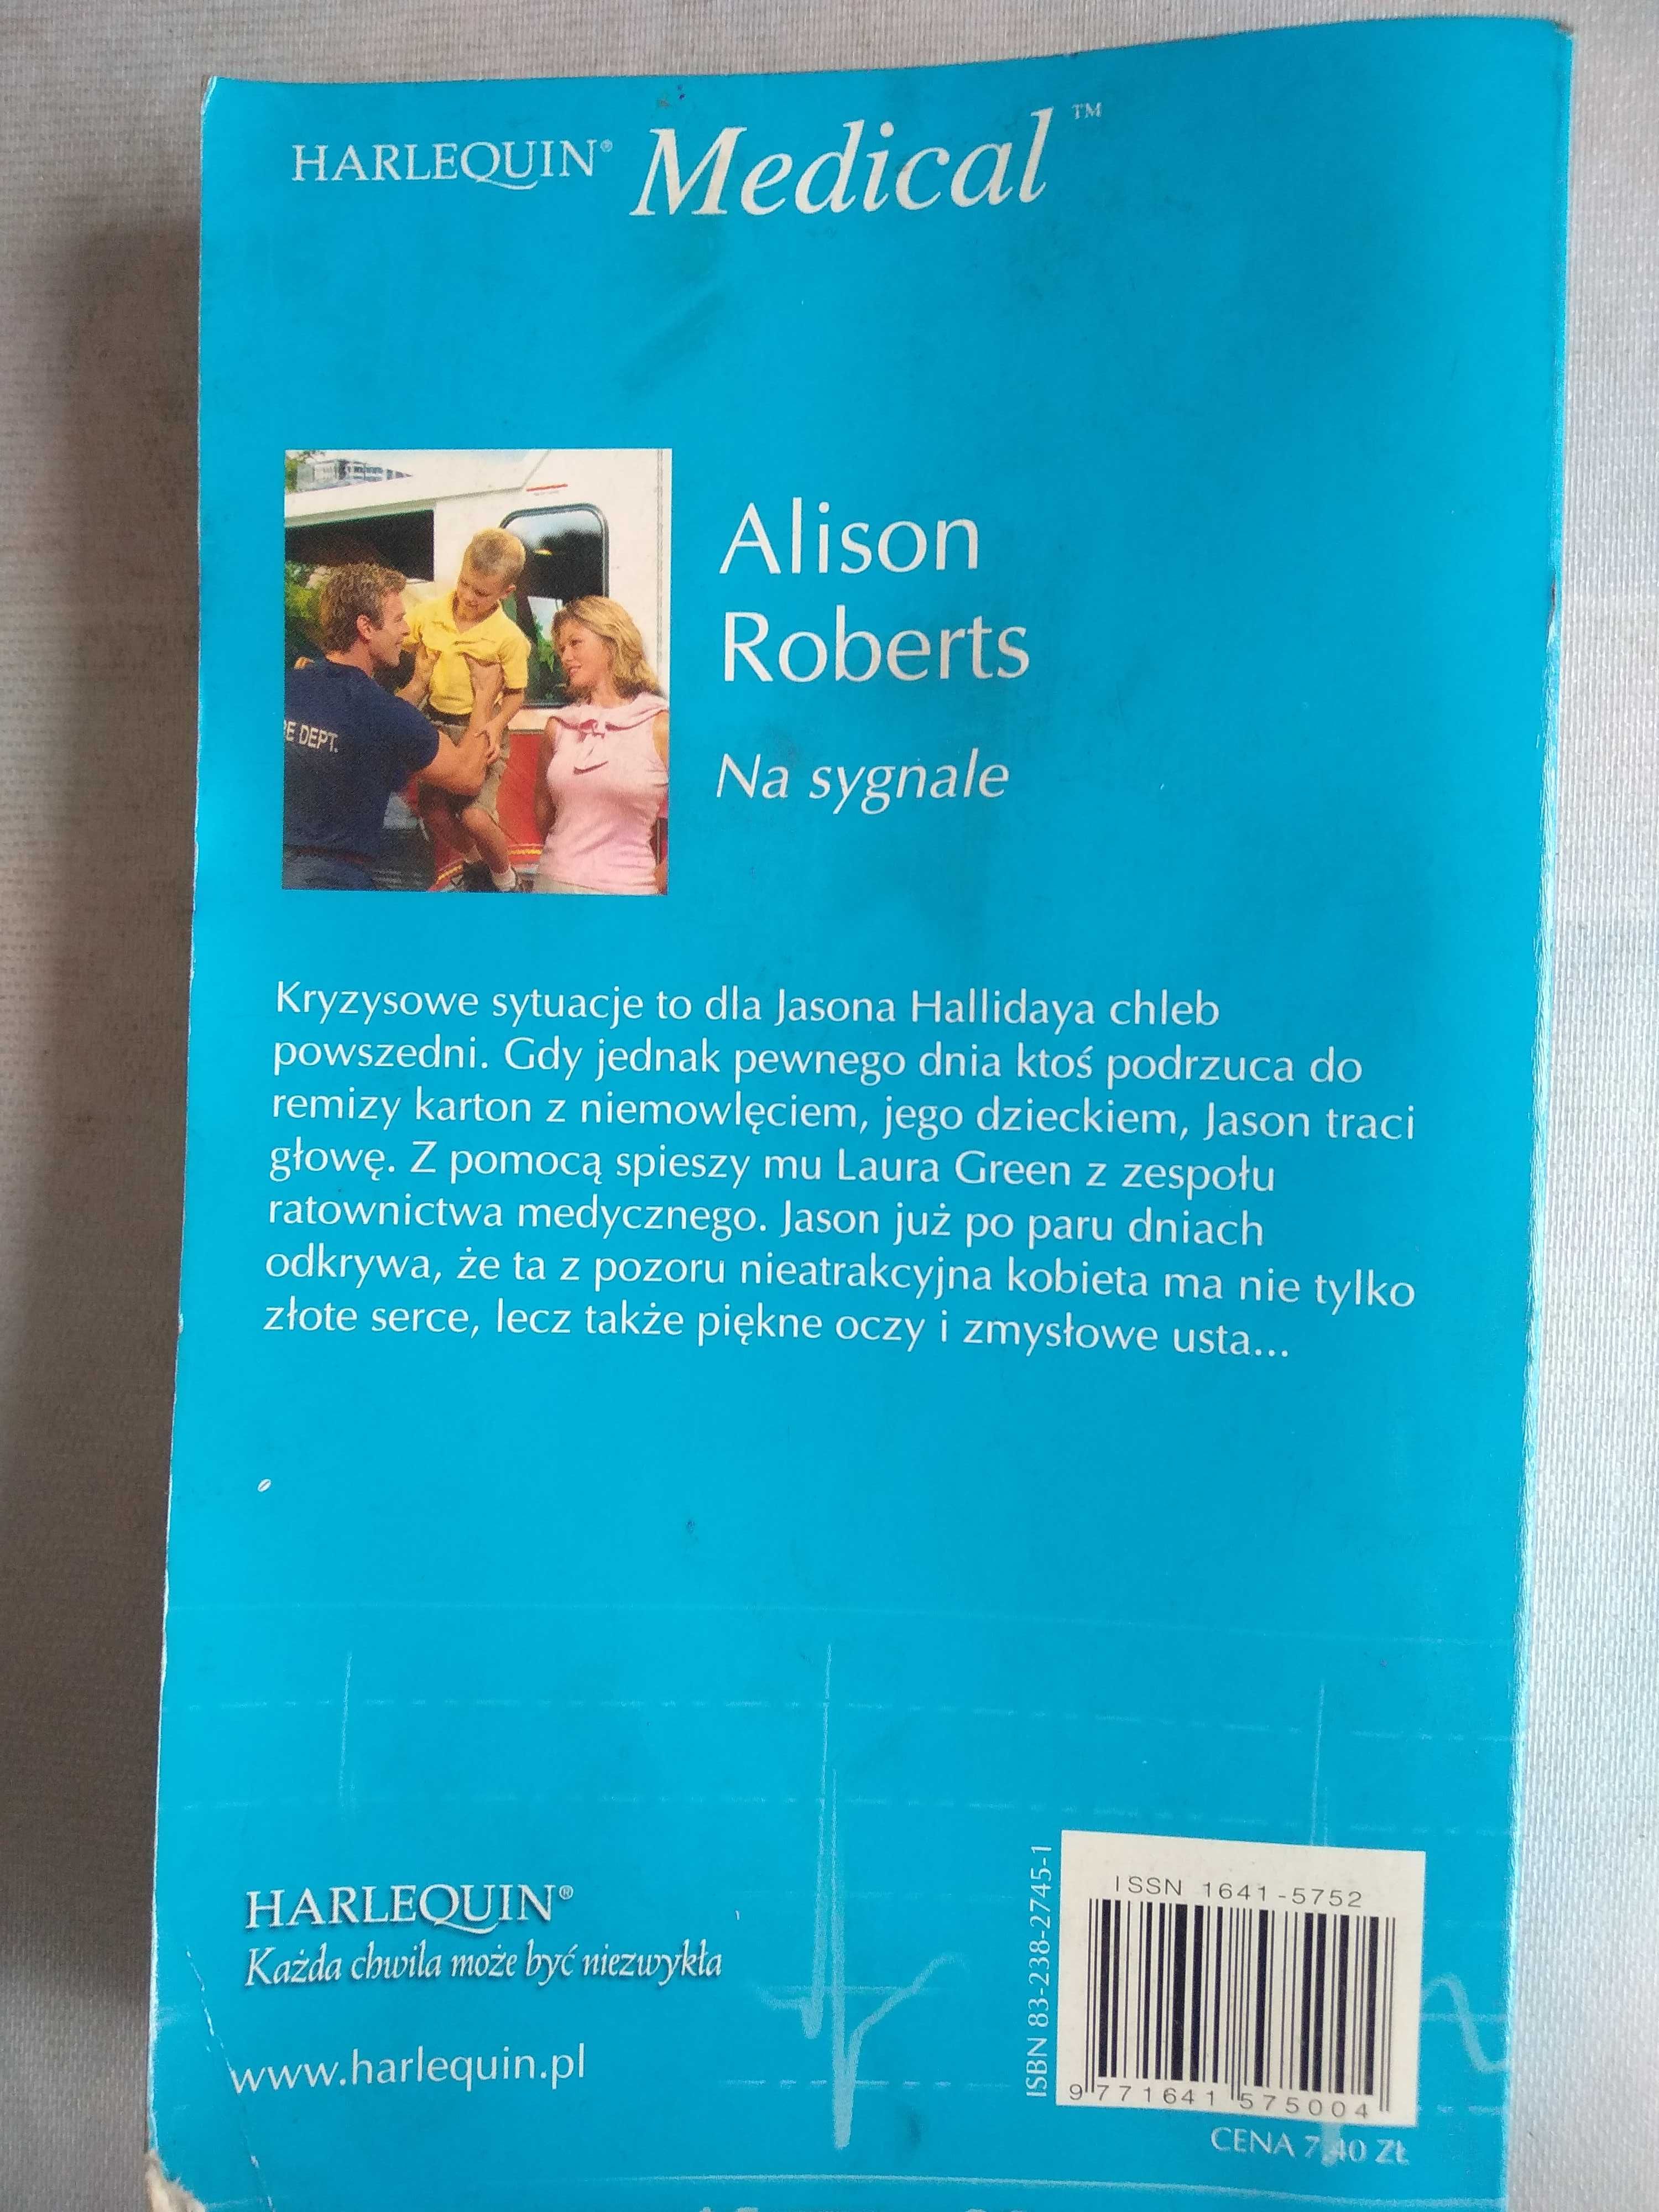 HARLEQUIN® Medical™
RE DEPT.
Alison
Roberts
Na sygnale
Kryzysowe sytuacje to dla Jasona Hallidaya chleb
powszedni. Gdy jednak pewnego dnia ktoś podrzuca do
remizy karton z niemowlęciem, jego dzieckiem, Jason traci
głowę. Z pomocą spieszy mu Laura Green z zespołu
ratownictwa medycznego. Jason już po paru dniach
odkrywa, że ta z pozoru nieatrakcyjna kobieta ma nie tylko
złote serce, lecz także piękne oczy i zmysłowe usta...
HARLEQUIN®
Każda chwila może być niezwykła
www.harlequin.pl
ISBN 83-238-2745-1
ISSN 1641-5752
9 771641 575004
CENA 7,40 ZŁ